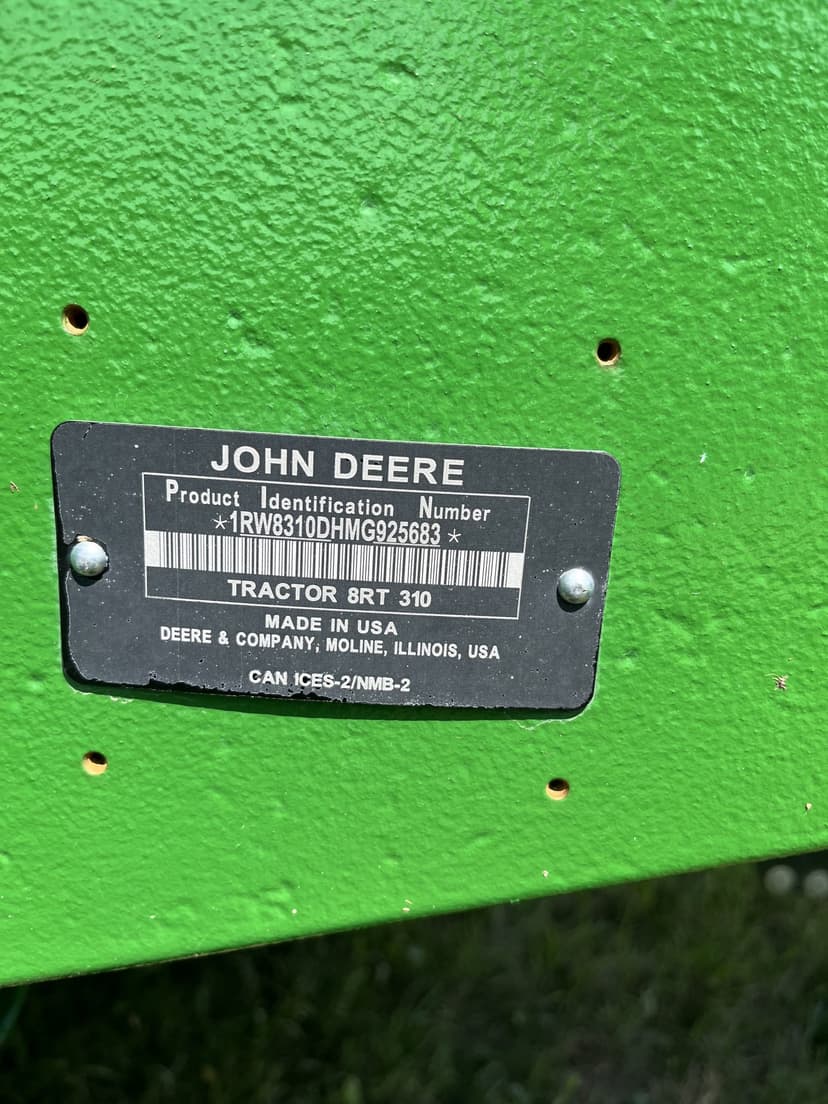 JOHN DEERE
Product Identification Number
*1RW8310DHMG925683*
TRACTOR 8RT 310
MADE IN USA
DEERE & COMPANY, MOLINE, ILLINOIS, USA
CAN ICES-2/NMB-2